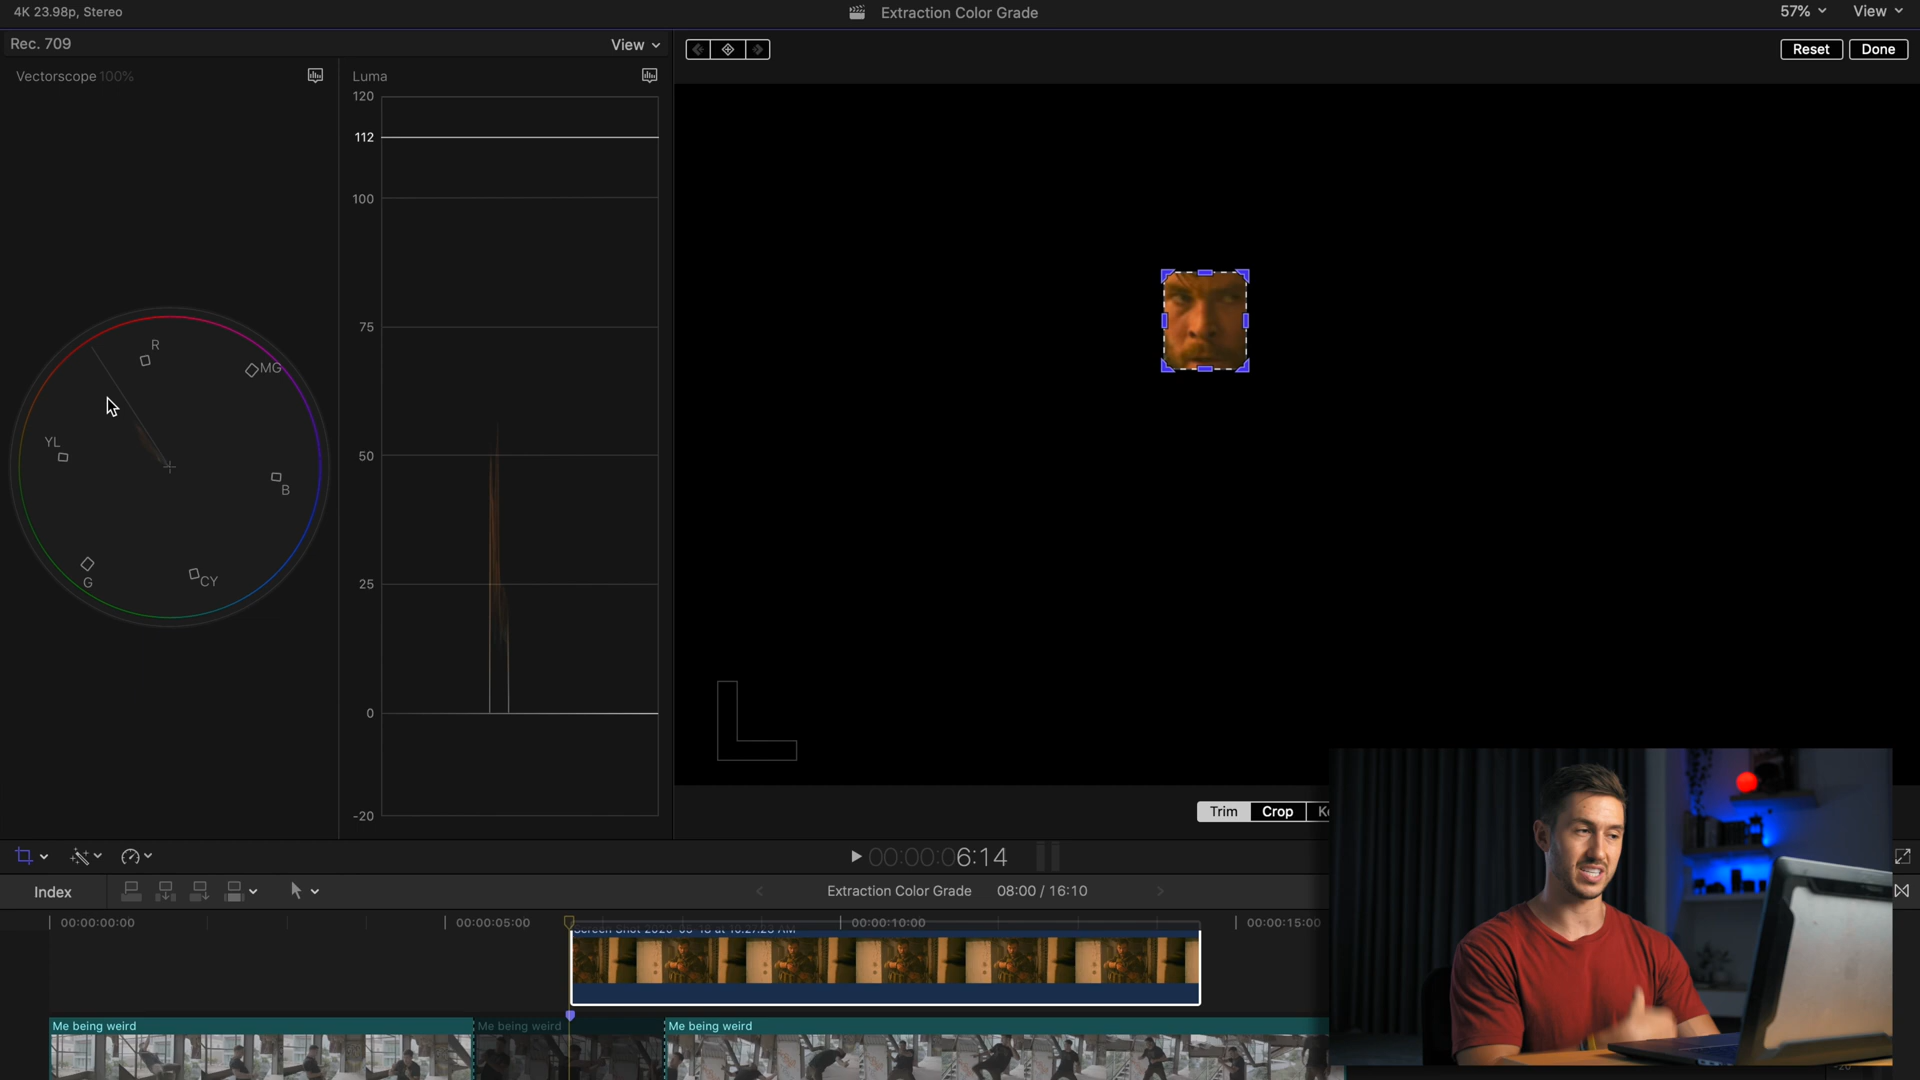 4K 23.98p, Stereo
Extraction Color Grade
57%
View
Rec. 709
View
Reset
Done
Vectorscope 100%
Luma
120
112
100
75
50
25
0
-20
R
MG
YL
B
G
CY
Trim
Crop
00:00:06:14
Index
Extraction Color Grade
08:00 / 16:10
00:00:00:00
00:00:05:00
00:00:10:00
00:00:15:00
Me being weird
Me being weird
Me being weird